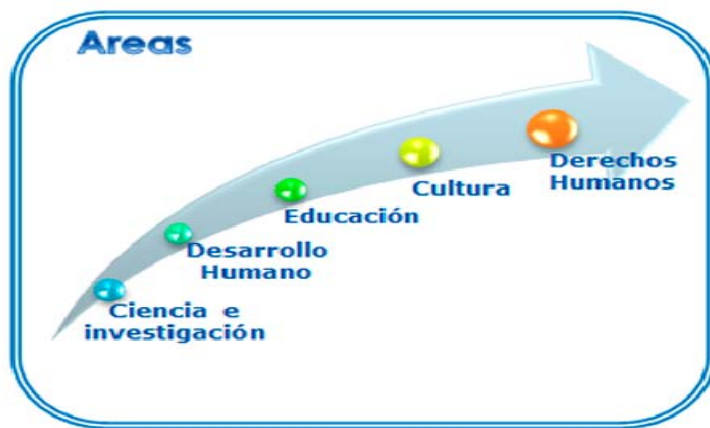 Areas
Derechos
Humanos
Cultura
Educación
Desarrollo
Humano
Ciencia e
investigación